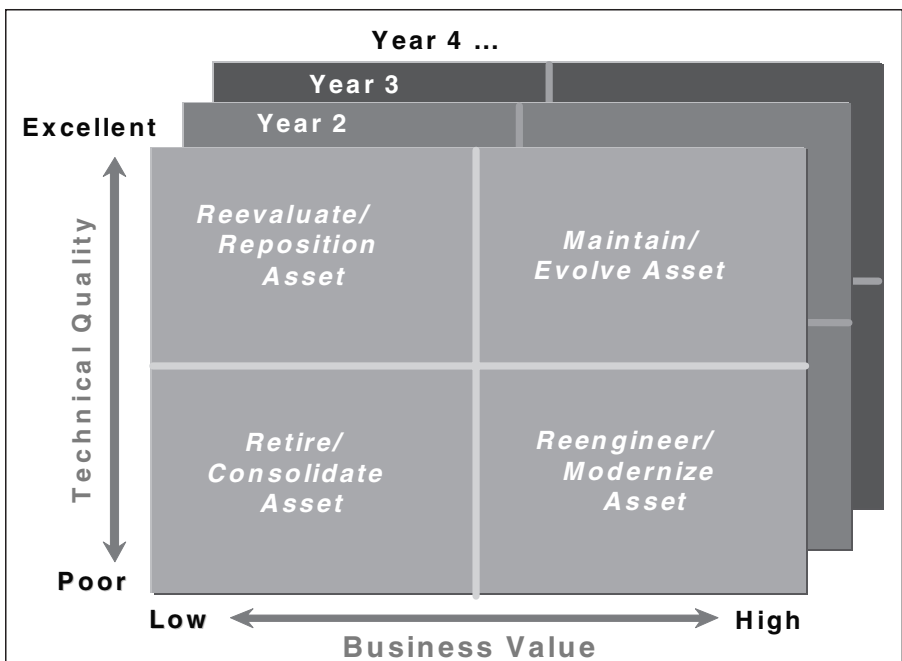 Year 4 ...
Year 3
Year 2
Excellent
Technical Quality
Reevaluate/
Reposition
Asset
Maintain/
Evolve Asset
Retire/
Consolidate
Asset
Reengineer/
Modernize
Asset
Poor
Low
High
Business Value